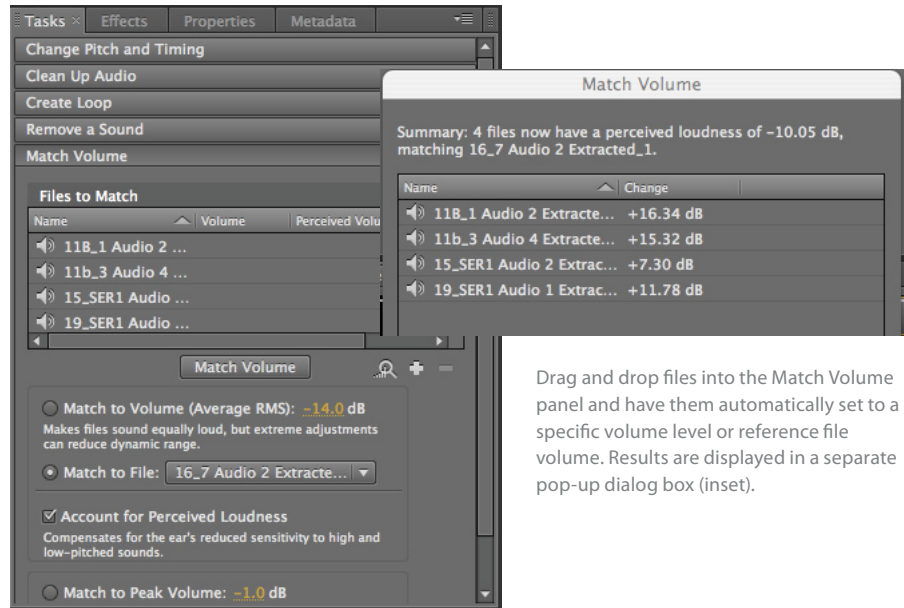 Tasks × Effects Properties Metadata
Change Pitch and Timing
Clean Up Audio
Create Loop
Remove a Sound
Match Volume
Files to Match
Name Volume Perceived Volu
11B_1 Audio 2 ...
11b_3 Audio 4 ...
15_SER1 Audio ...
19_SER1 Audio ...
Match Volume
Match to Volume (Average RMS): -14.0 dB
Makes files sound equally loud, but extreme adjustments
can reduce dynamic range.
Match to File: 16_7 Audio 2 Extracte...
Account for Perceived Loudness
Compensates for the ear's reduced sensitivity to high and
low-pitched sounds.
Match to Peak Volume: -1.0 dB
Match Volume
Summary: 4 files now have a perceived loudness of -10.05 dB,
matching 16_7 Audio 2 Extracted_1.
Name Change
11B_1 Audio 2 Extracte... +16.34 dB
11b_3 Audio 4 Extracte... +15.32 dB
15_SER1 Audio 2 Extrac... +7.30 dB
19_SER1 Audio 1 Extrac... +11.78 dB
Drag and drop files into the Match Volume
panel and have them automatically set to a
specific volume level or reference file
volume. Results are displayed in a separate
pop-up dialog box (inset).